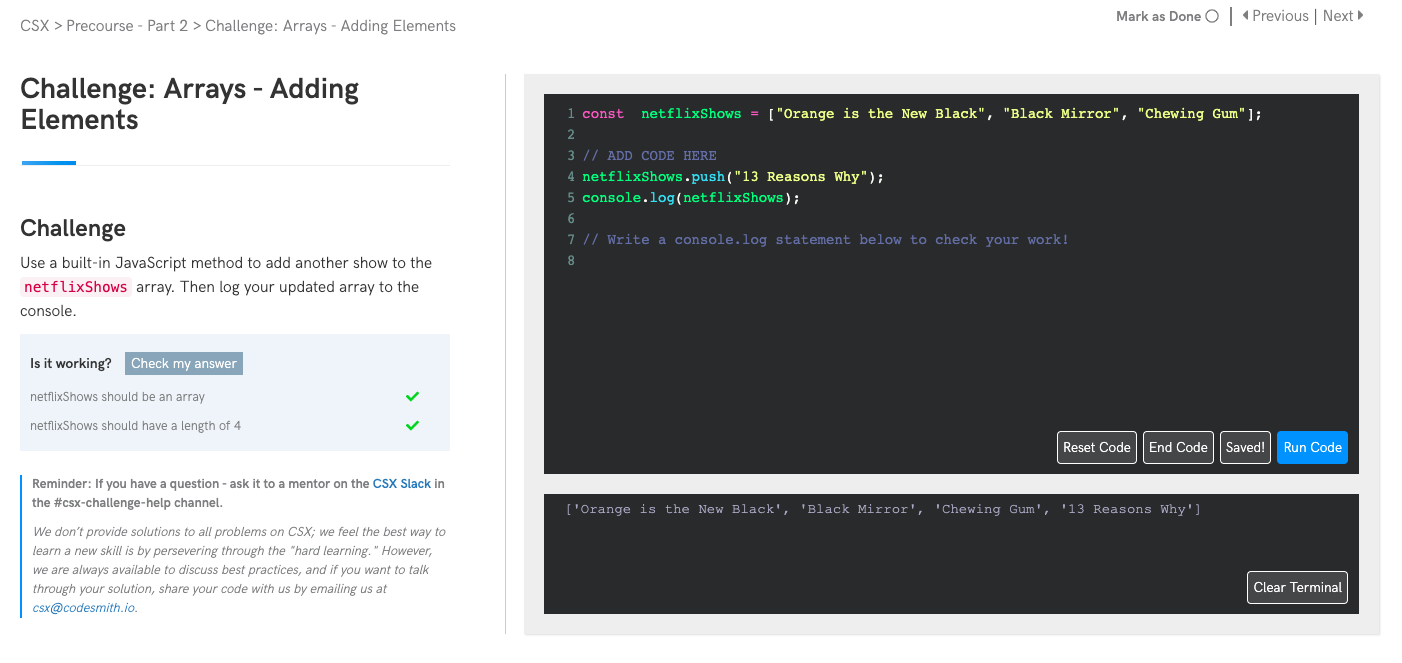 CSX > Precourse - Part 2 > Challenge: Arrays - Adding Elements
Mark as Done
Previous | Next
Challenge: Arrays - Adding
Elements
Challenge
Use a built-in JavaScript method to add another show to the
netflixShows array. Then log your updated array to the
console.
Is it working? Check my answer
netflixShows should be an array
netflixShows should have a length of 4
Reminder: If you have a question - ask it to a mentor on the CSX Slack in
the #csx-challenge-help channel.
We don't provide solutions to all problems on CSX; we feel the best way to
learn a new skill is by persevering through the "hard learning." However,
we are always available to discuss best practices, and if you want to talk
through your solution, share your code with us by emailing us at
csx@codesmith.io.
1 const  netflixShows = ["Orange is the New Black", "Black Mirror", "Chewing Gum"];
2
3 // ADD CODE HERE
4 netflixShows.push("13 Reasons Why");
5 console.log(netflixShows);
6
7 // Write a console.log statement below to check your work!
8
Reset Code End Code Saved! Run Code
['Orange is the New Black', 'Black Mirror', 'Chewing Gum', '13 Reasons Why']
Clear Terminal